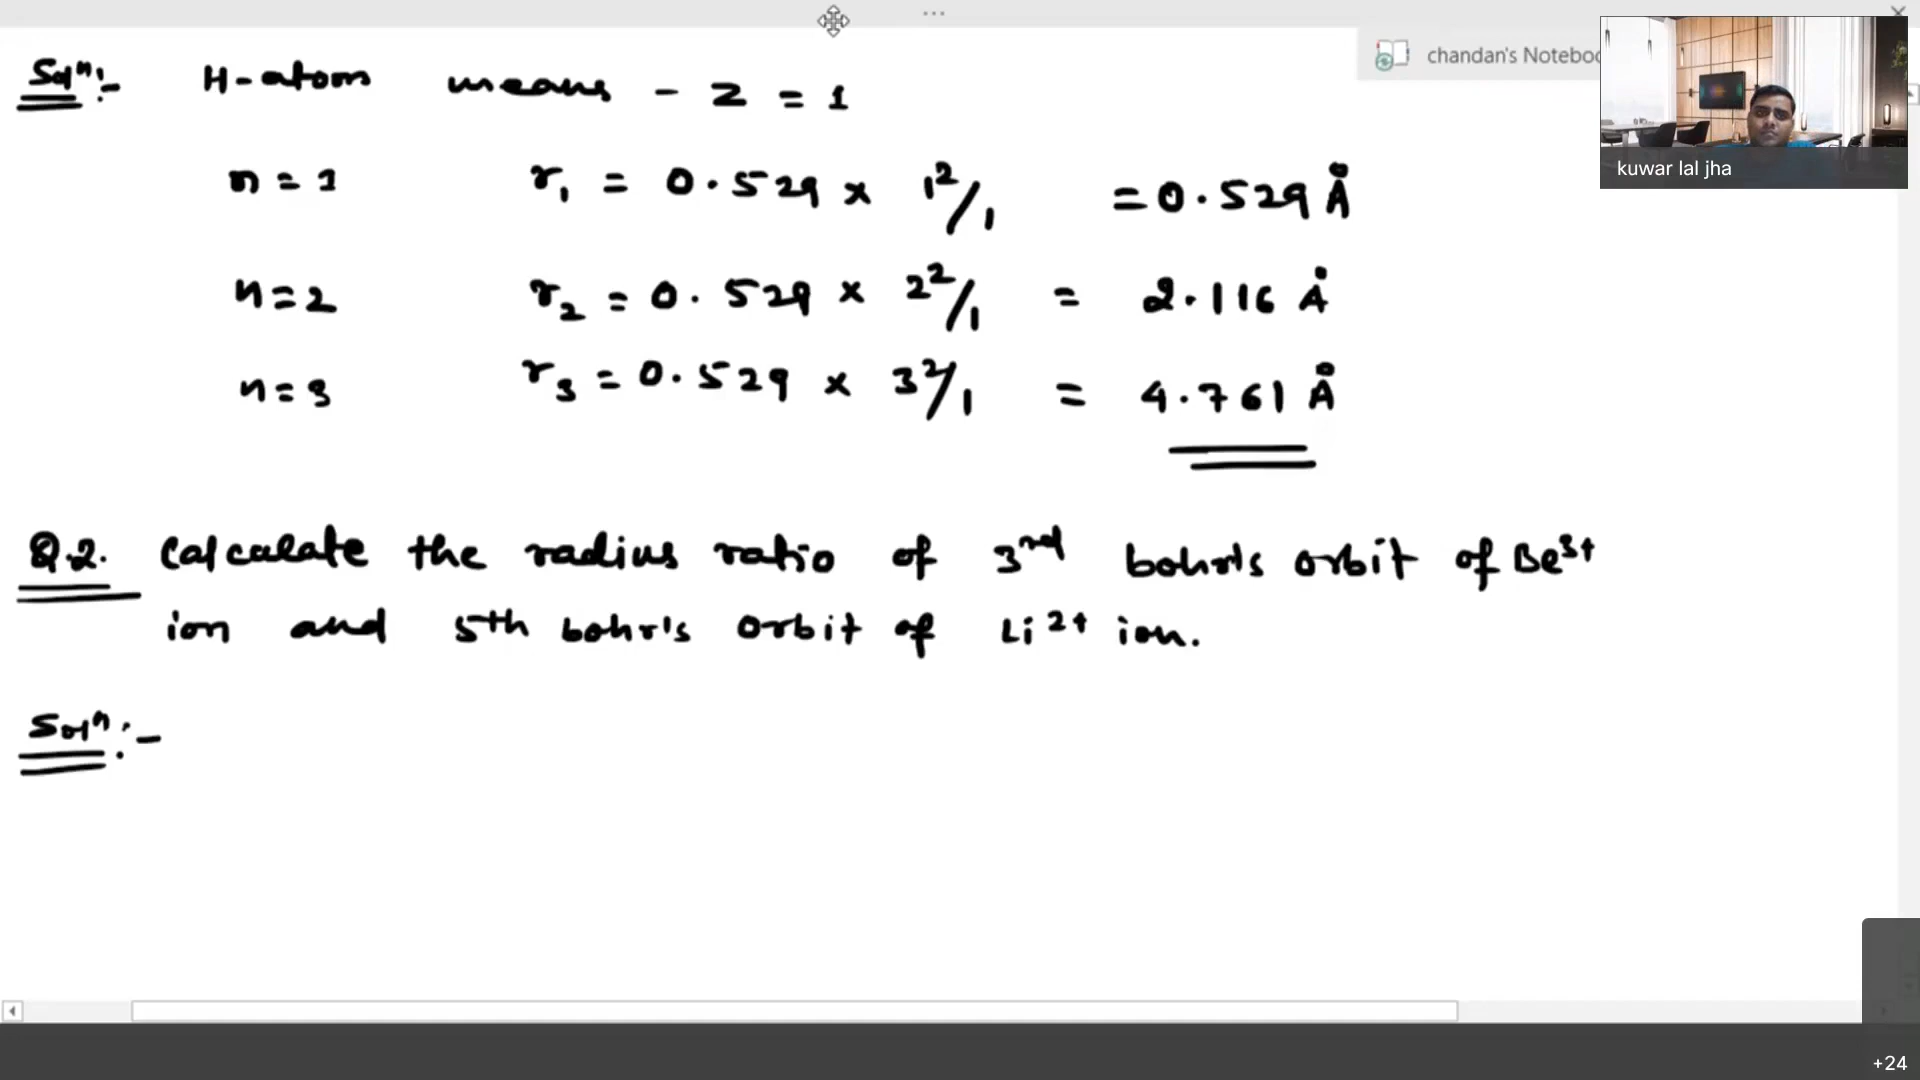 Solⁿ:- H-atom means - Z = 1
chandan's Noteboo
kuwar lal jha
n = 1 r₁ = 0.529 × 1²/1 = 0.529 Å
n = 2 r₂ = 0.529 × 2²/1 = 2.116 Å
n = 3 r₃ = 0.529 × 3²/1 = 4.761 Å
Q.2. Calculate the radius ratio of 3rd bohr's orbit of Be³⁺
ion and 5th bohr's orbit of Li²⁺ ion.
Solⁿ:-
+24